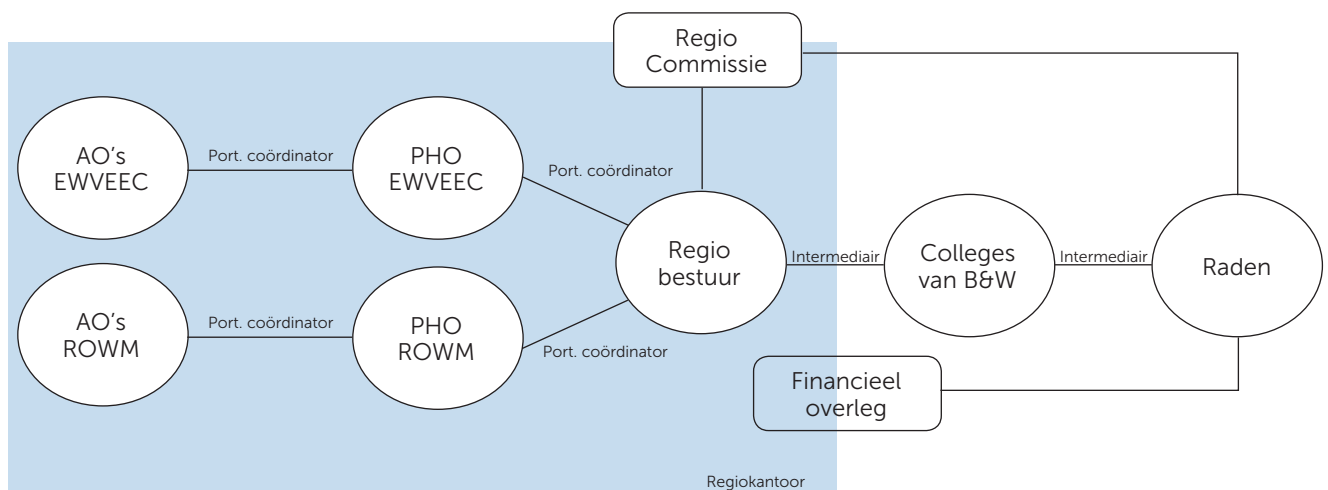 Regio
Commissie
AO's
EWVEEC
Port. coördinator
PHO
EWVEEC
Port. coördinator
Regio
bestuur
Intermediair
Colleges
van B&W
Intermediair
Raden
AO's
ROWM
Port. coördinator
PHO
ROWM
Port. coördinator
Financieel
overleg
Regiokantoor